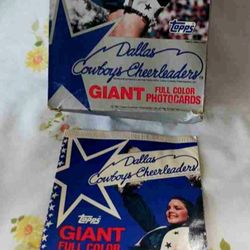 Topps
Dallas
Cowboys Cheerleaders
GIANT FULL COLOR
PHOTOCARDS
Dallas
Cowboys Cheerleaders
Topps
GIANT
FULL COLOR